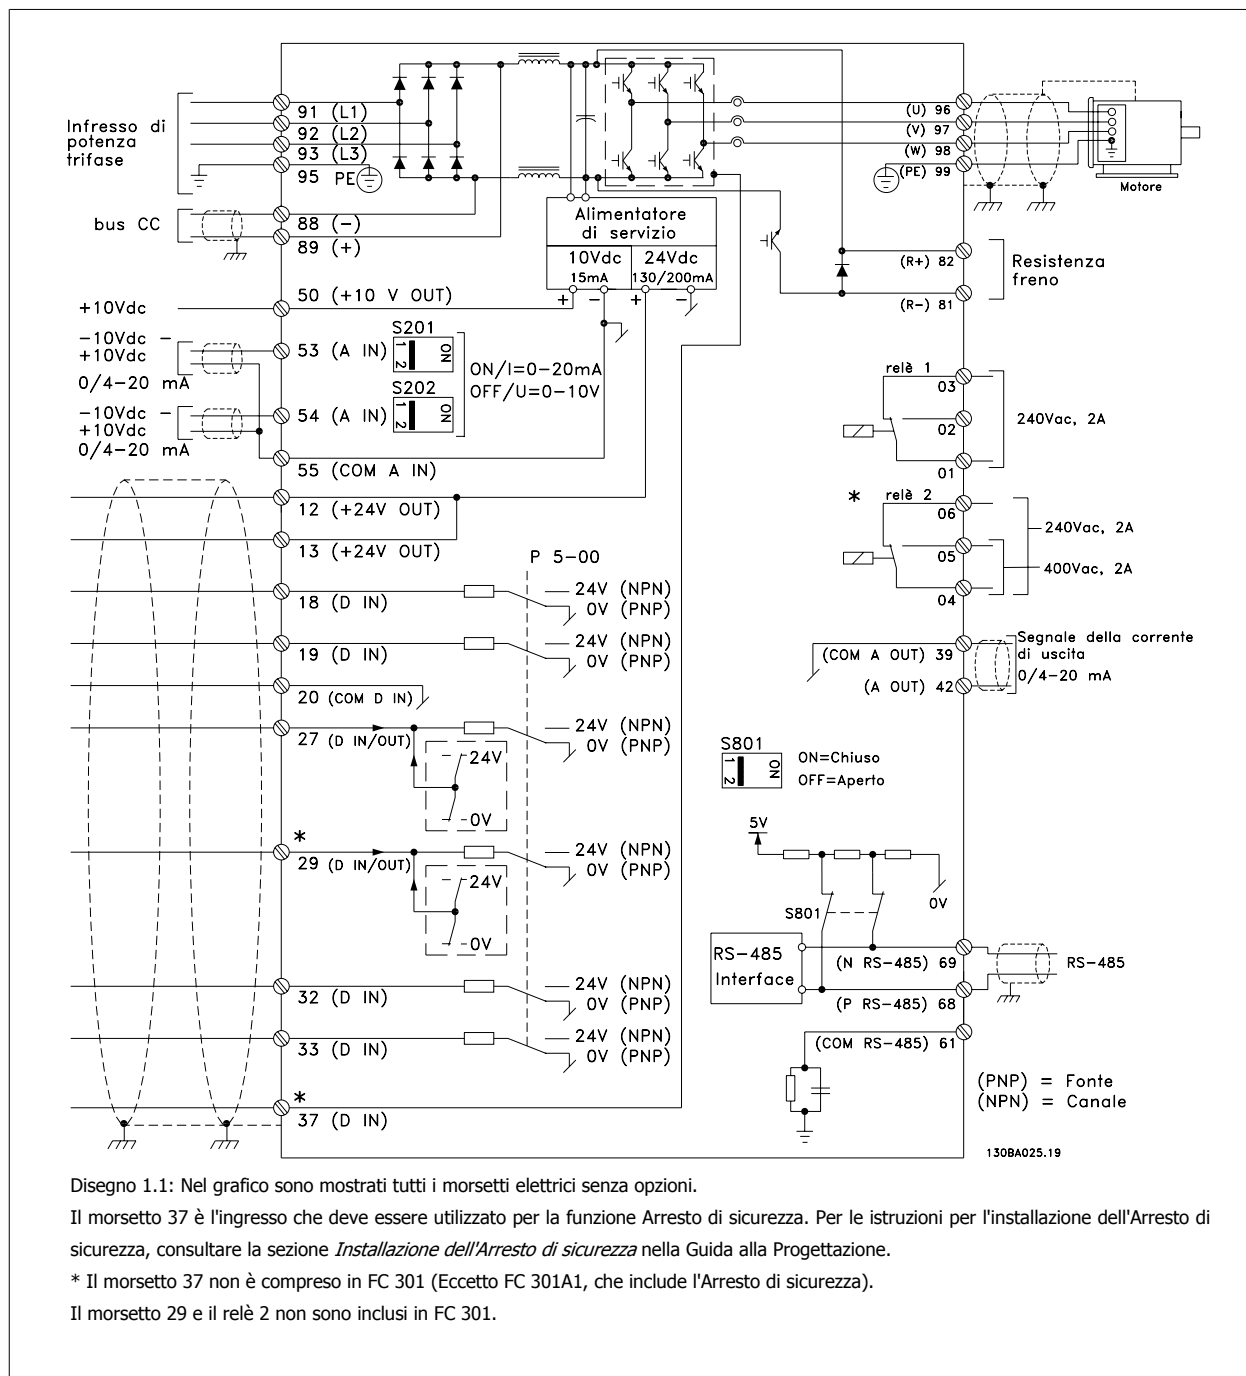 Infresso di
potenza
trifase
91 (L1)
92 (L2)
93 (L3)
95 PE
bus CC
88 (-)
89 (+)
+10Vdc
50 (+10 V OUT)
-10Vdc -
+10Vdc
0/4-20 mA
53 (A IN)
S201
1 2
ON
-10Vdc -
+10Vdc
0/4-20 mA
54 (A IN)
S202
1 2
ON
ON/I=0-20mA
OFF/U=0-10V
55 (COM A IN)
12 (+24V OUT)
13 (+24V OUT)
Alimentatore
di servizio
10Vdc
15mA
24Vdc
130/200mA
+ - + -
P 5-00
18 (D IN)
24V (NPN)
0V (PNP)
19 (D IN)
24V (NPN)
0V (PNP)
20 (COM D IN)
27 (D IN/OUT)
24V (NPN)
0V (PNP)
24V
0V
*
29 (D IN/OUT)
24V (NPN)
0V (PNP)
24V
0V
32 (D IN)
24V (NPN)
0V (PNP)
33 (D IN)
24V (NPN)
0V (PNP)
*
37 (D IN)
(U) 96
(V) 97
(W) 98
(PE) 99
Motore
(R+) 82
(R-) 81
Resistenza
freno
relè 1
03
02
01
240Vac, 2A
* relè 2
06
05
04
240Vac, 2A
400Vac, 2A
(COM A OUT) 39
(A OUT) 42
Segnale della corrente
di uscita
0/4-20 mA
S801
1 2
ON
ON=Chiuso
OFF=Aperto
5V
S801
0V
RS-485
Interface
(N RS-485) 69
(P RS-485) 68
RS-485
(COM RS-485) 61
(PNP) = Fonte
(NPN) = Canale
130BA025.19
Disegno 1.1: Nel grafico sono mostrati tutti i morsetti elettrici senza opzioni.
Il morsetto 37 è l'ingresso che deve essere utilizzato per la funzione Arresto di sicurezza. Per le istruzioni per l'installazione dell'Arresto di
sicurezza, consultare la sezione Installazione dell'Arresto di sicurezza nella Guida alla Progettazione.
* Il morsetto 37 non è compreso in FC 301 (Eccetto FC 301A1, che include l'Arresto di sicurezza).
Il morsetto 29 e il relè 2 non sono inclusi in FC 301.